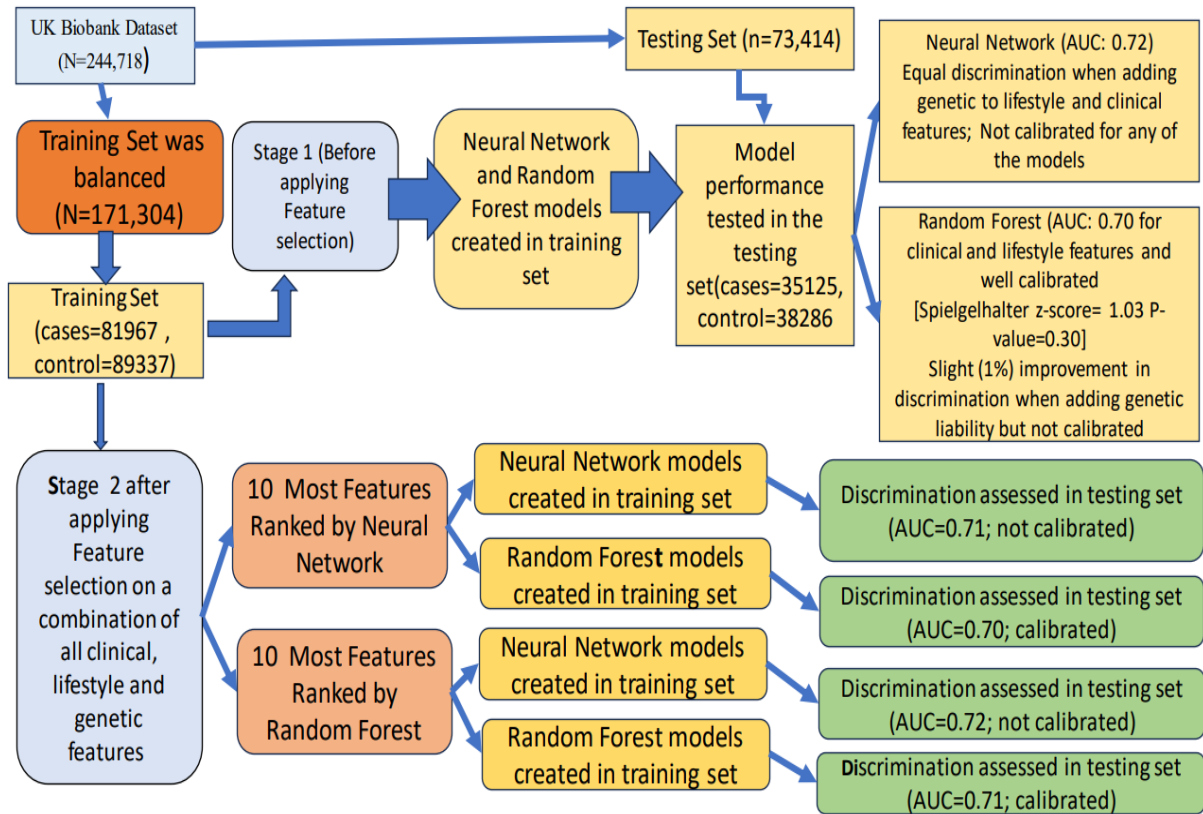 UK Biobank Dataset
(N=244,718)
Testing Set (n=73,414)
Neural Network (AUC: 0.72)
Equal discrimination when adding
genetic to lifestyle and clinical
features; Not calibrated for any of
the models
Training Set was
balanced
(N=171,304)
Stage 1 (Before
applying
Feature
selection)
Neural Network
and Random
Forest models
created in training
set
Model
performance
tested in the
testing
set(cases=35125,
control=38286
Random Forest (AUC: 0.70 for
clinical and lifestyle features and
well calibrated
[Spielgelhalter z-score= 1.03 P-
value=0.30]
Slight (1%) improvement in
discrimination when adding genetic
liability but not calibrated
Training Set
(cases=81967 ,
control=89337)
Stage 2 after
applying
Feature
selection on a
combination of
all clinical,
lifestyle and
genetic
features
10 Most Features
Ranked by Neural
Network
Neural Network models
created in training set
Discrimination assessed in testing set
(AUC=0.71; not calibrated)
Random Forest models
created in training set
Discrimination assessed in testing set
(AUC=0.70; calibrated)
10 Most Features
Ranked by
Random Forest
Neural Network models
created in training set
Discrimination assessed in testing set
(AUC=0.72; not calibrated)
Random Forest models
created in training set
Discrimination assessed in testing set
(AUC=0.71; calibrated)